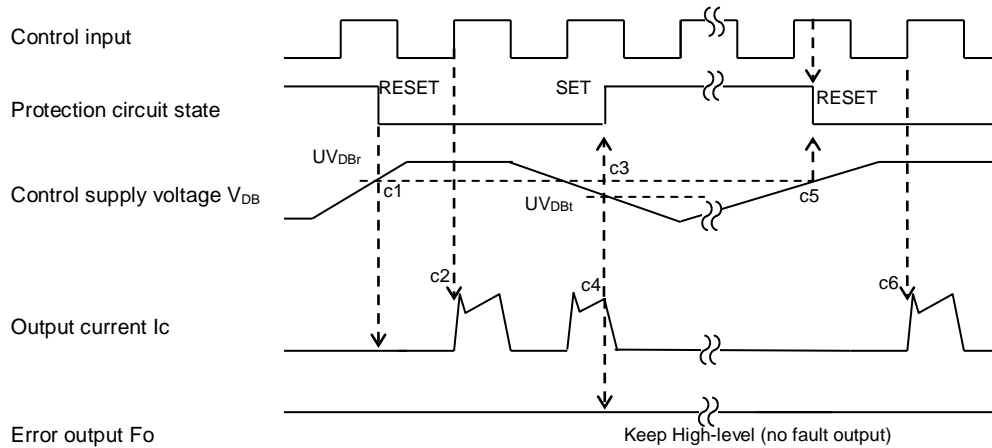 Control input
RESET
SET
RESET
Protection circuit state
UVDBr
c1
c3
c5
Control supply voltage VDB
UVDBt
c2
c4
c6
Output current Ic
Error output Fo
Keep High-level (no fault output)